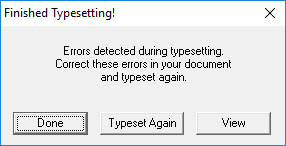 Finished Typesetting!
Errors detected during typesetting.
Correct these errors in your document
and typeset again.
Done Typeset Again View